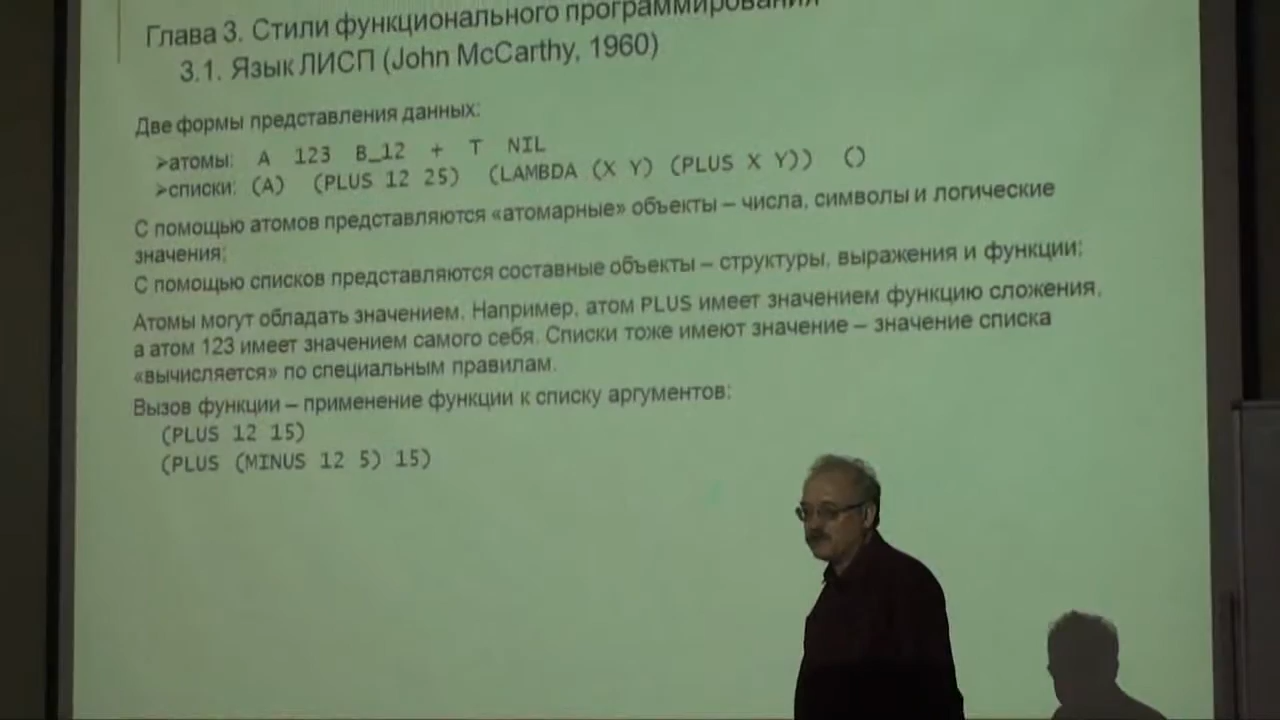 Глава 3. Стили функционального программирования
3.1. Язык ЛИСП (John McCarthy, 1960)
Две формы представления данных:
➢атомы: A 123 B_12 + T NIL
➢списки: (A) (PLUS 12 25) (LAMBDA (X Y) (PLUS X Y)) ()
С помощью атомов представляются «атомарные» объекты – числа, символы и логические
значения;
С помощью списков представляются составные объекты – структуры, выражения и функции;
Атомы могут обладать значением. Например, атом PLUS имеет значением функцию сложения,
а атом 123 имеет значением самого себя. Списки тоже имеют значение – значение списка
«вычисляется» по специальным правилам.
Вызов функции – применение функции к списку аргументов:
(PLUS 12 15)
(PLUS (MINUS 12 5) 15)